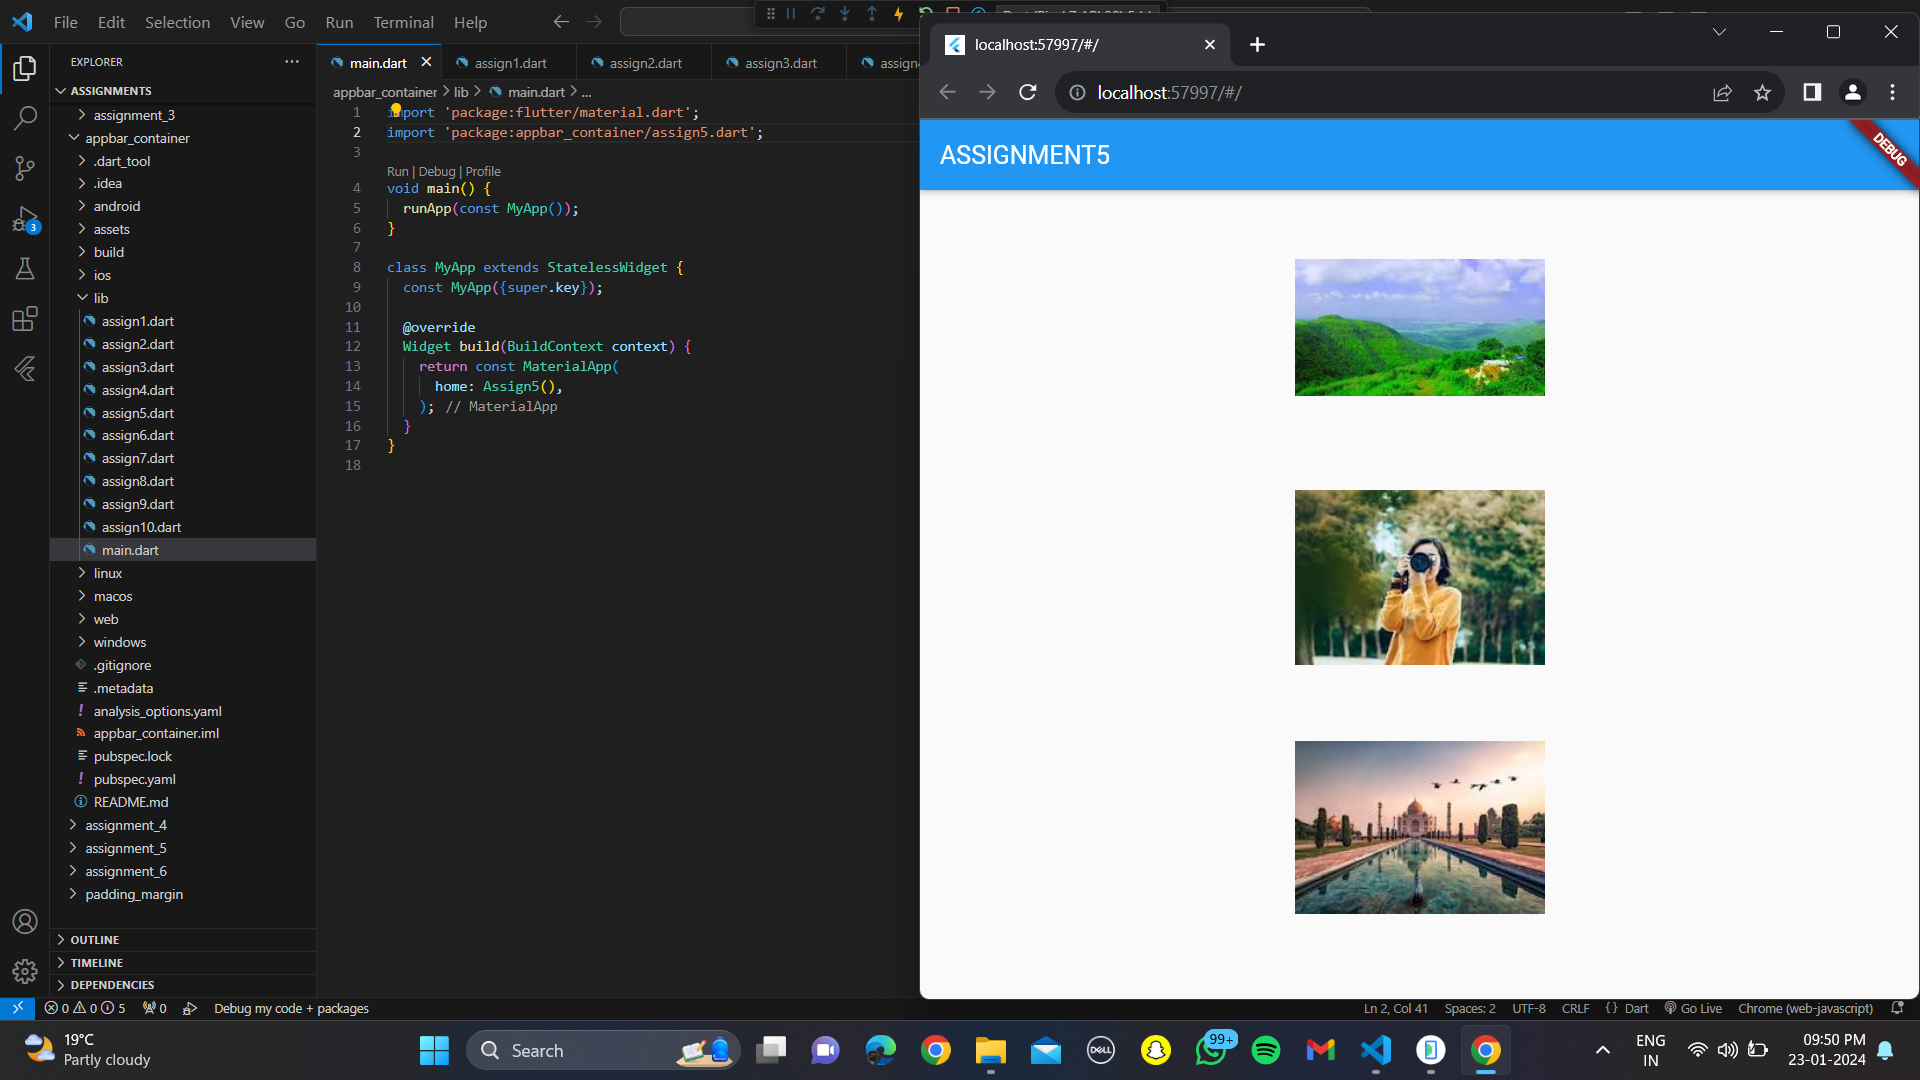 File Edit Selection View Go Run Terminal Help
EXPLORER
ASSIGNMENTS
assignment_3
appbar_container
.dart_tool
.idea
android
assets
build
ios
lib
assign1.dart
assign2.dart
assign3.dart
assign4.dart
assign5.dart
assign6.dart
assign7.dart
assign8.dart
assign9.dart
assign10.dart
main.dart
linux
macos
web
windows
.gitignore
.metadata
analysis_options.yaml
appbar_container.iml
pubspec.lock
pubspec.yaml
README.md
assignment_4
assignment_5
assignment_6
padding_margin
OUTLINE
TIMELINE
DEPENDENCIES
3
main.dart assign1.dart assign2.dart assign3.dart
appbar_container > lib > main.dart > ...
1 import 'package:flutter/material.dart';
2 import 'package:appbar_container/assign5.dart';
3
Run | Debug | Profile
4 void main() {
5 runApp(const MyApp());
6 }
7
8 class MyApp extends StatelessWidget {
9 const MyApp({super.key});
10
11 @override
12 Widget build(BuildContext context) {
13 return const MaterialApp(
14 home: Assign5(),
15 ); // MaterialApp
16 }
17 }
18
localhost:57997/#/
localhost:57997/#/
ASSIGNMENT5
DEBUG
0 0 5 0 Debug my code + packages
Ln 2, Col 41 Spaces: 2 UTF-8 CRLF {} Dart Go Live Chrome (web-javascript)
19°C
Partly cloudy
Search
DELL
99+
ENG
IN
09:50 PM
23-01-2024